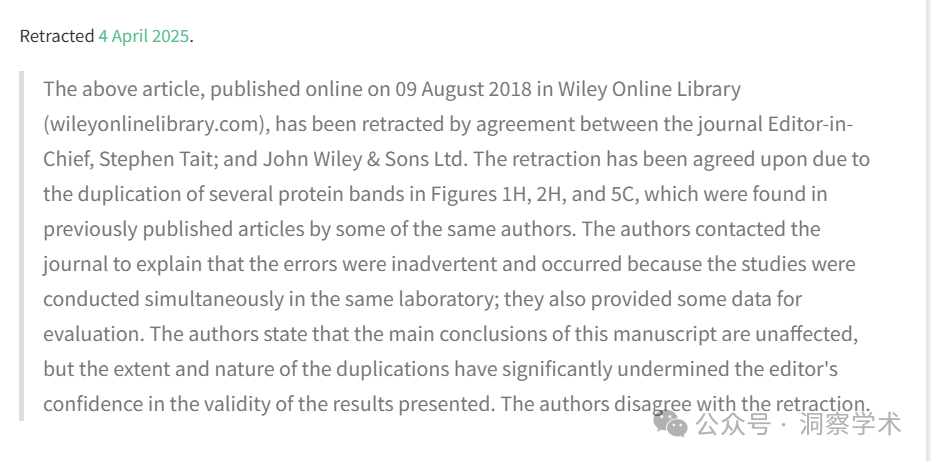 Retracted 4 April 2025.
The above article, published online on 09 August 2018 in Wiley Online Library
(wileyonlinelibrary.com), has been retracted by agreement between the journal Editor-in-
Chief, Stephen Tait; and John Wiley & Sons Ltd. The retraction has been agreed upon due to
the duplication of several protein bands in Figures 1H, 2H, and 5C, which were found in
previously published articles by some of the same authors. The authors contacted the
journal to explain that the errors were inadvertent and occurred because the studies were
conducted simultaneously in the same laboratory; they also provided some data for
evaluation. The authors state that the main conclusions of this manuscript are unaffected,
but the extent and nature of the duplications have significantly undermined the editor's
confidence in the validity of the results presented. The authors disagree with the retraction.
公众号 · 洞察学术